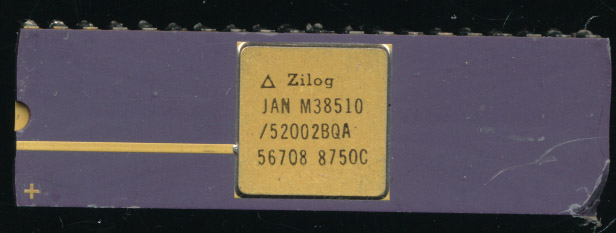 △ Zilog
JAN M38510
/52002BQA
56708 8750C